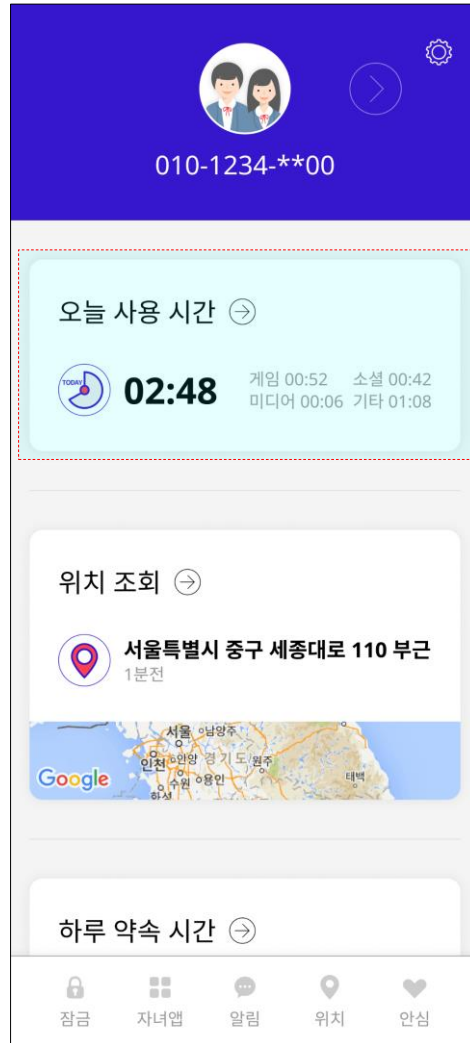 010-1234-**00
오늘 사용 시간
TODAY
02:48
게임 00:52 소셜 00:42
미디어 00:06 기타 01:08
위치 조회
서울특별시 중구 세종대로 110 부근
1분전
서울 남양주
인천 안양 경기도 원주
수원 용인
태백
화성
Google
하루 약속 시간
잠금 자녀앱 알림 위치 안심